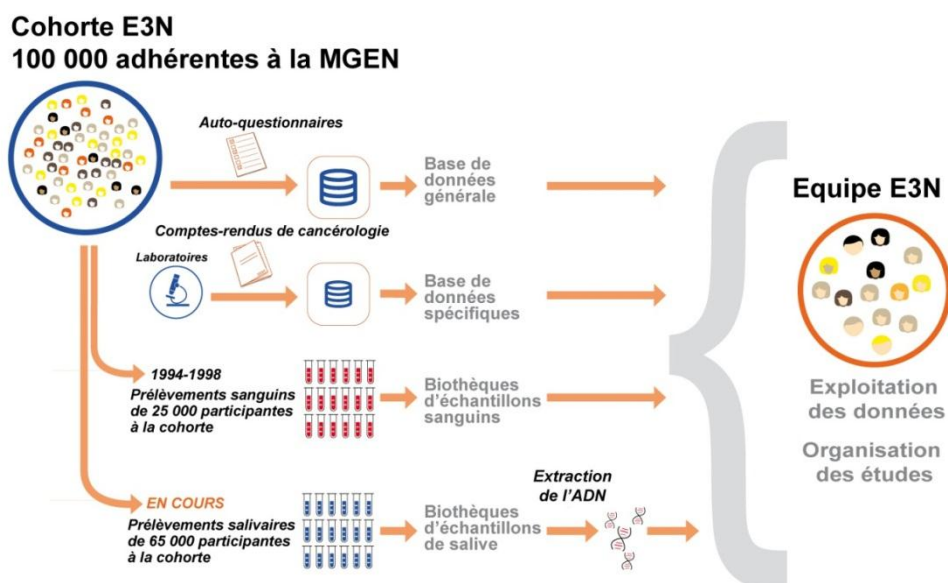 Cohorte E3N
100 000 adhérentes à la MGEN
Auto-questionnaires
Base de
données
générale
Comptes-rendus de cancérologie
Laboratoires
Base de
données
spécifiques
1994-1998
Prélèvements sanguins
de 25 000 participantes
à la cohorte
Biothèques
d'échantillons
sanguins
EN COURS
Prélèvements salivaires
de 65 000 participantes
à la cohorte
Biothèques
d'échantillons
de salive
Extraction
de l'ADN
Equipe E3N
Exploitation
des données
Organisation
des études